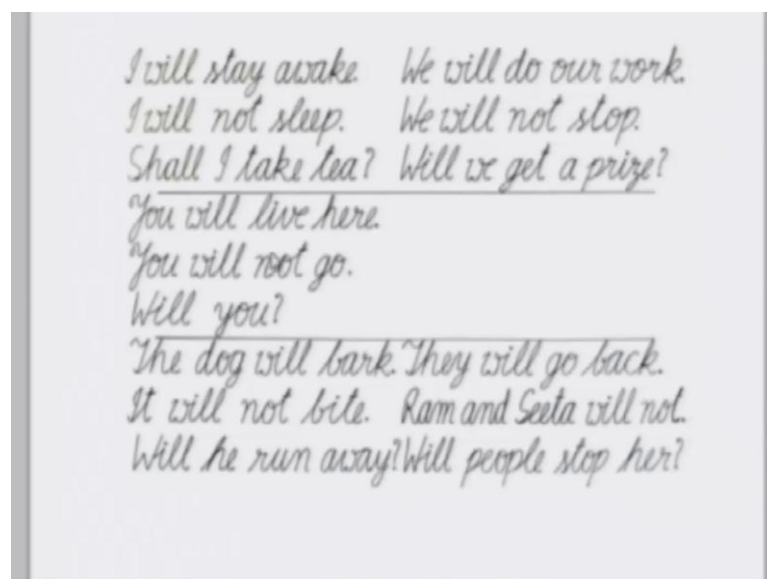 I will stay awake. We will do our work.
I will not sleep. We will not stop.
Shall I take tea? Will we get a prize?
You will live here.
You will not go.
Will you?
The dog will bark. They will go back.
It will not bite. Ram and Seeta will not.
Will he run away? Will people stop her?